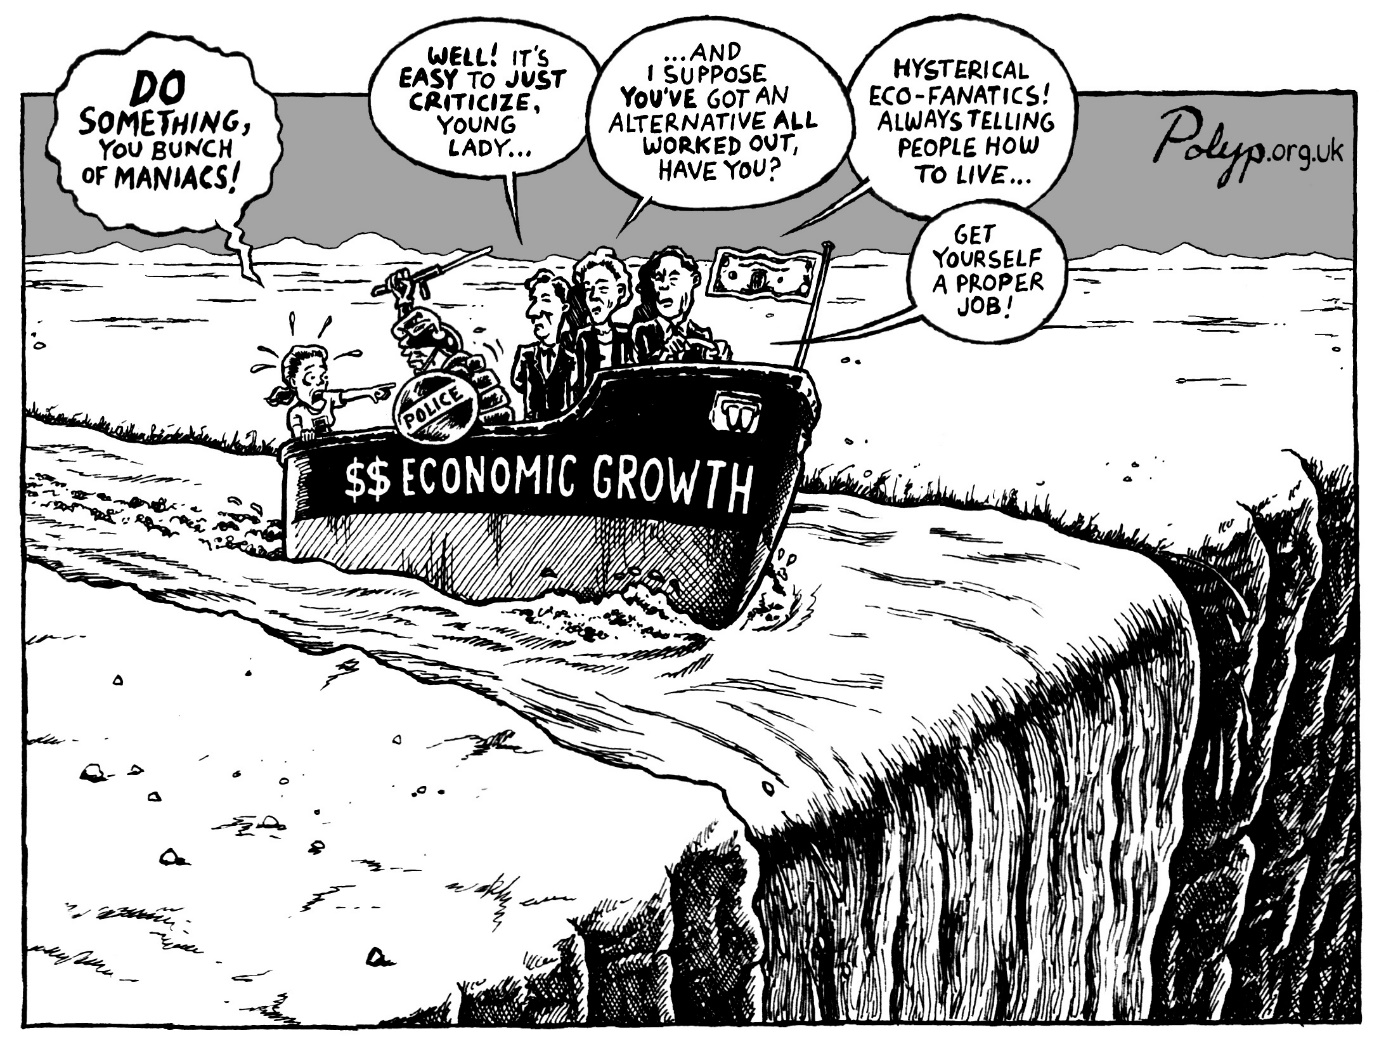 DO
SOMETHING,
YOU BUNCH
OF MANIACS!
WELL! IT'S
EASY TO JUST
CRITICIZE,
YOUNG
LADY...
...AND
I SUPPOSE
YOU'VE GOT AN
ALTERNATIVE ALL
WORKED OUT,
HAVE YOU?
HYSTERICAL
ECO-FANATICS!
ALWAYS TELLING
PEOPLE HOW
TO LIVE...
GET
YOURSELF
A PROPER
JOB!
Polyp.org.uk
POLICE
$$ ECONOMIC GROWTH